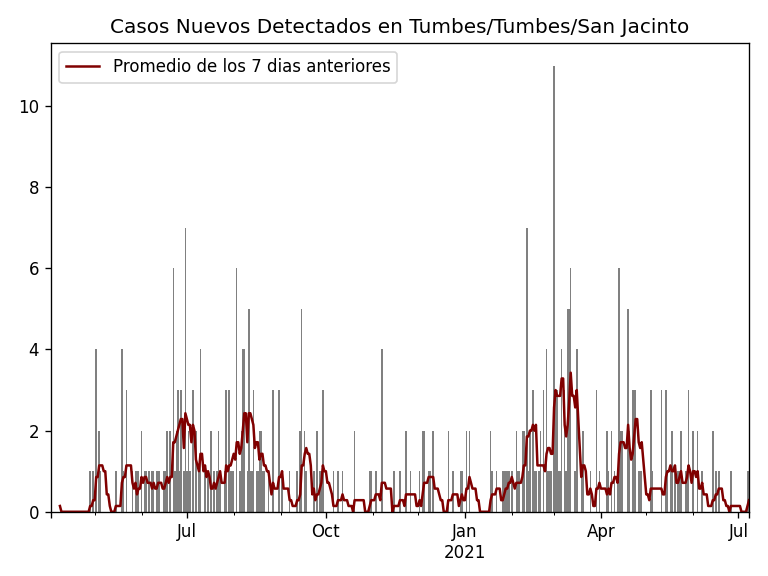 Casos Nuevos Detectados en Tumbes/Tumbes/San Jacinto
Promedio de los 7 dias anteriores
10
8
6
4
2
0
Jul Oct Jan Apr Jul
2021